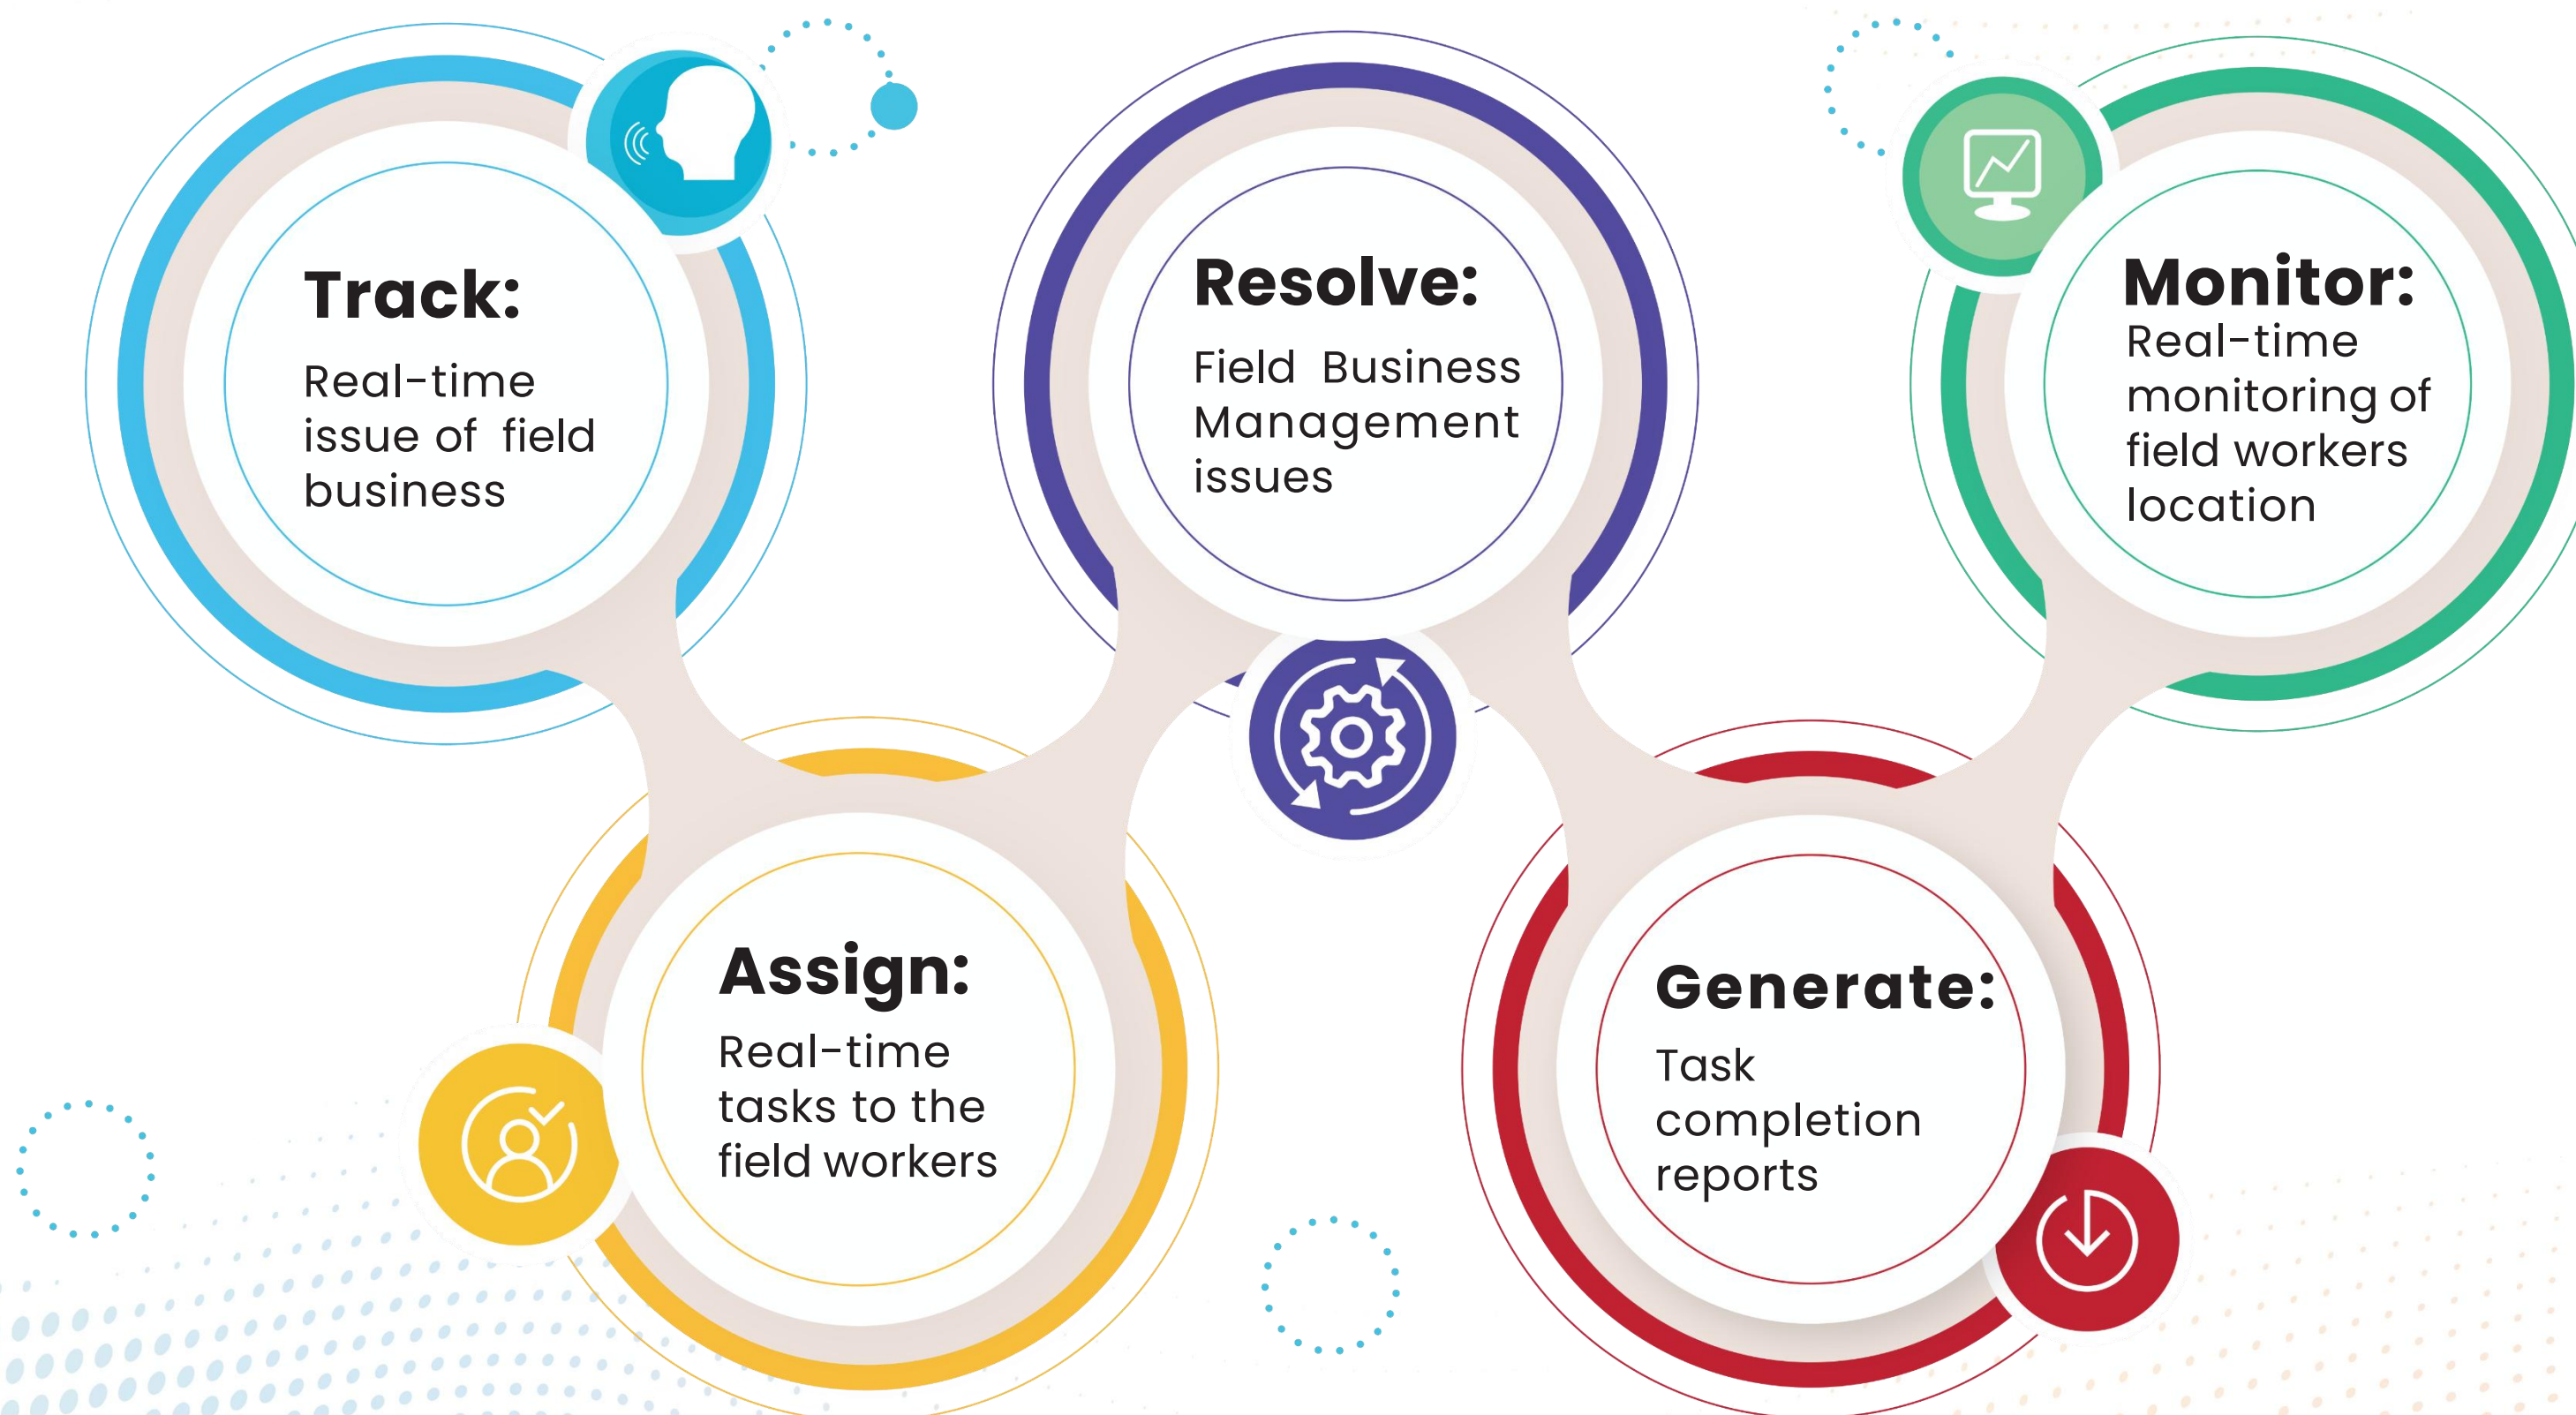 Track:
Real-time
issue of field
business
Assign:
Real-time
tasks to the
field workers
Resolve:
Field Business
Management
issues
Generate:
Task
completion
reports
Monitor:
Real-time
monitoring of
field workers
location